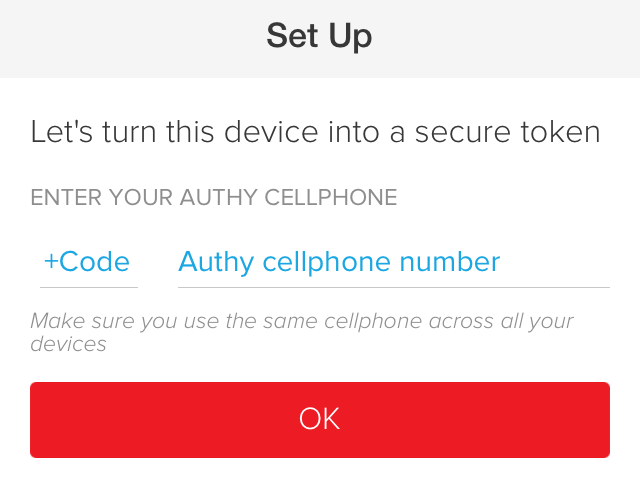 Set Up
Let's turn this device into a secure token
ENTER YOUR AUTHY CELLPHONE
+Code Authy cellphone number
Make sure you use the same cellphone across all your
devices
OK